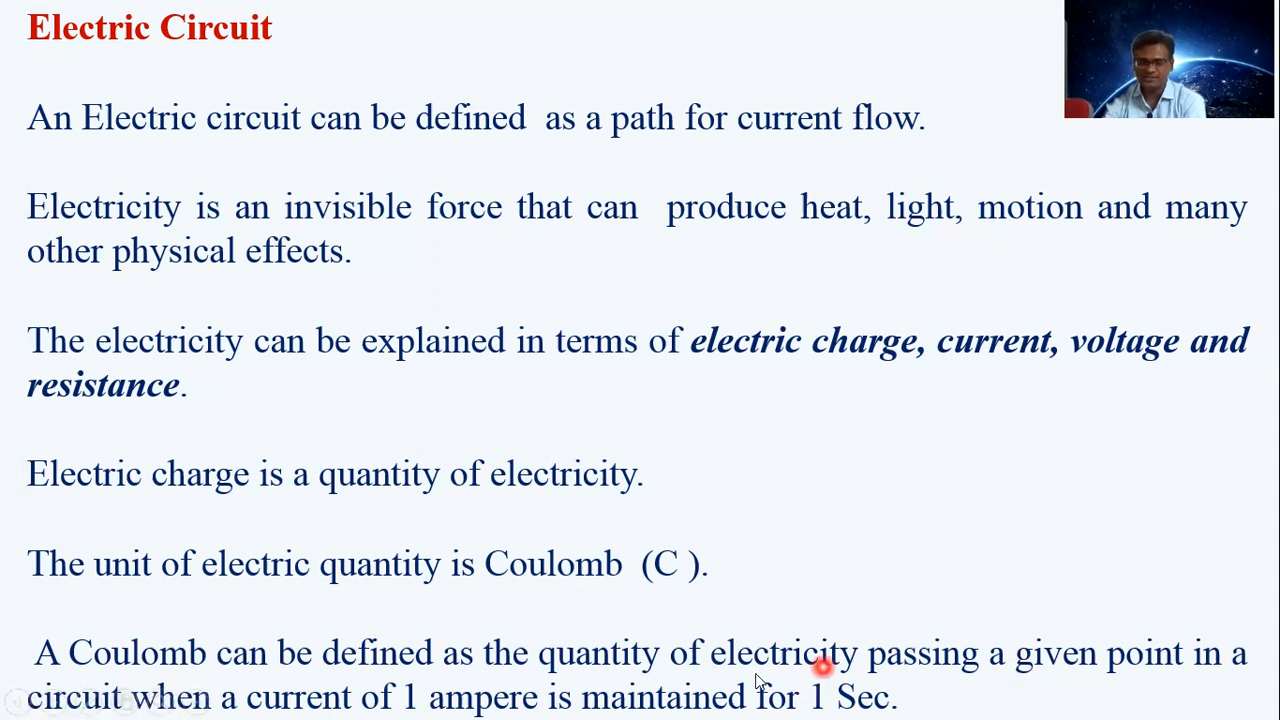 Electric Circuit
An Electric circuit can be defined as a path for current flow.
Electricity is an invisible force that can produce heat, light, motion and many
other physical effects.
The electricity can be explained in terms of electric charge, current, voltage and
resistance.
Electric charge is a quantity of electricity.
The unit of electric quantity is Coulomb (C ).
A Coulomb can be defined as the quantity of electricity passing a given point in a
circuit when a current of 1 ampere is maintained for 1 Sec.